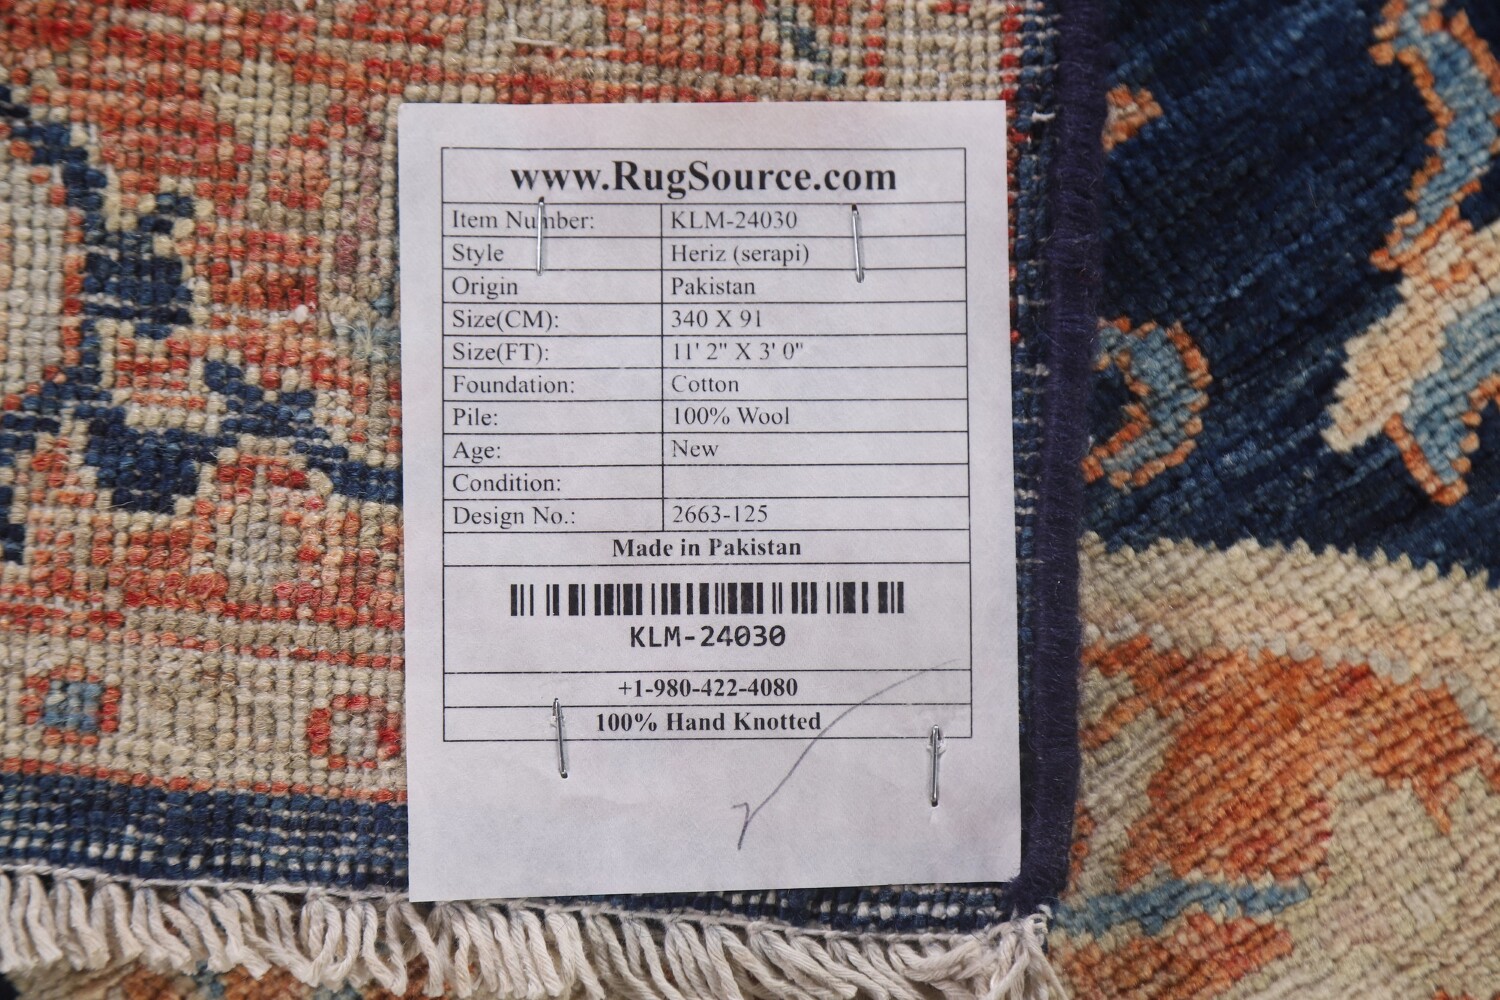 www.RugSource.com
Item Number: KLM-24030
Style Heriz (serapi)
Origin Pakistan
Size(CM): 340 X 91
Size(FT): 11' 2" X 3' 0"
Foundation: Cotton
Pile: 100% Wool
Age: New
Condition:
Design No.: 2663-125
Made in Pakistan
KLM-24030
+1-980-422-4080
100% Hand Knotted